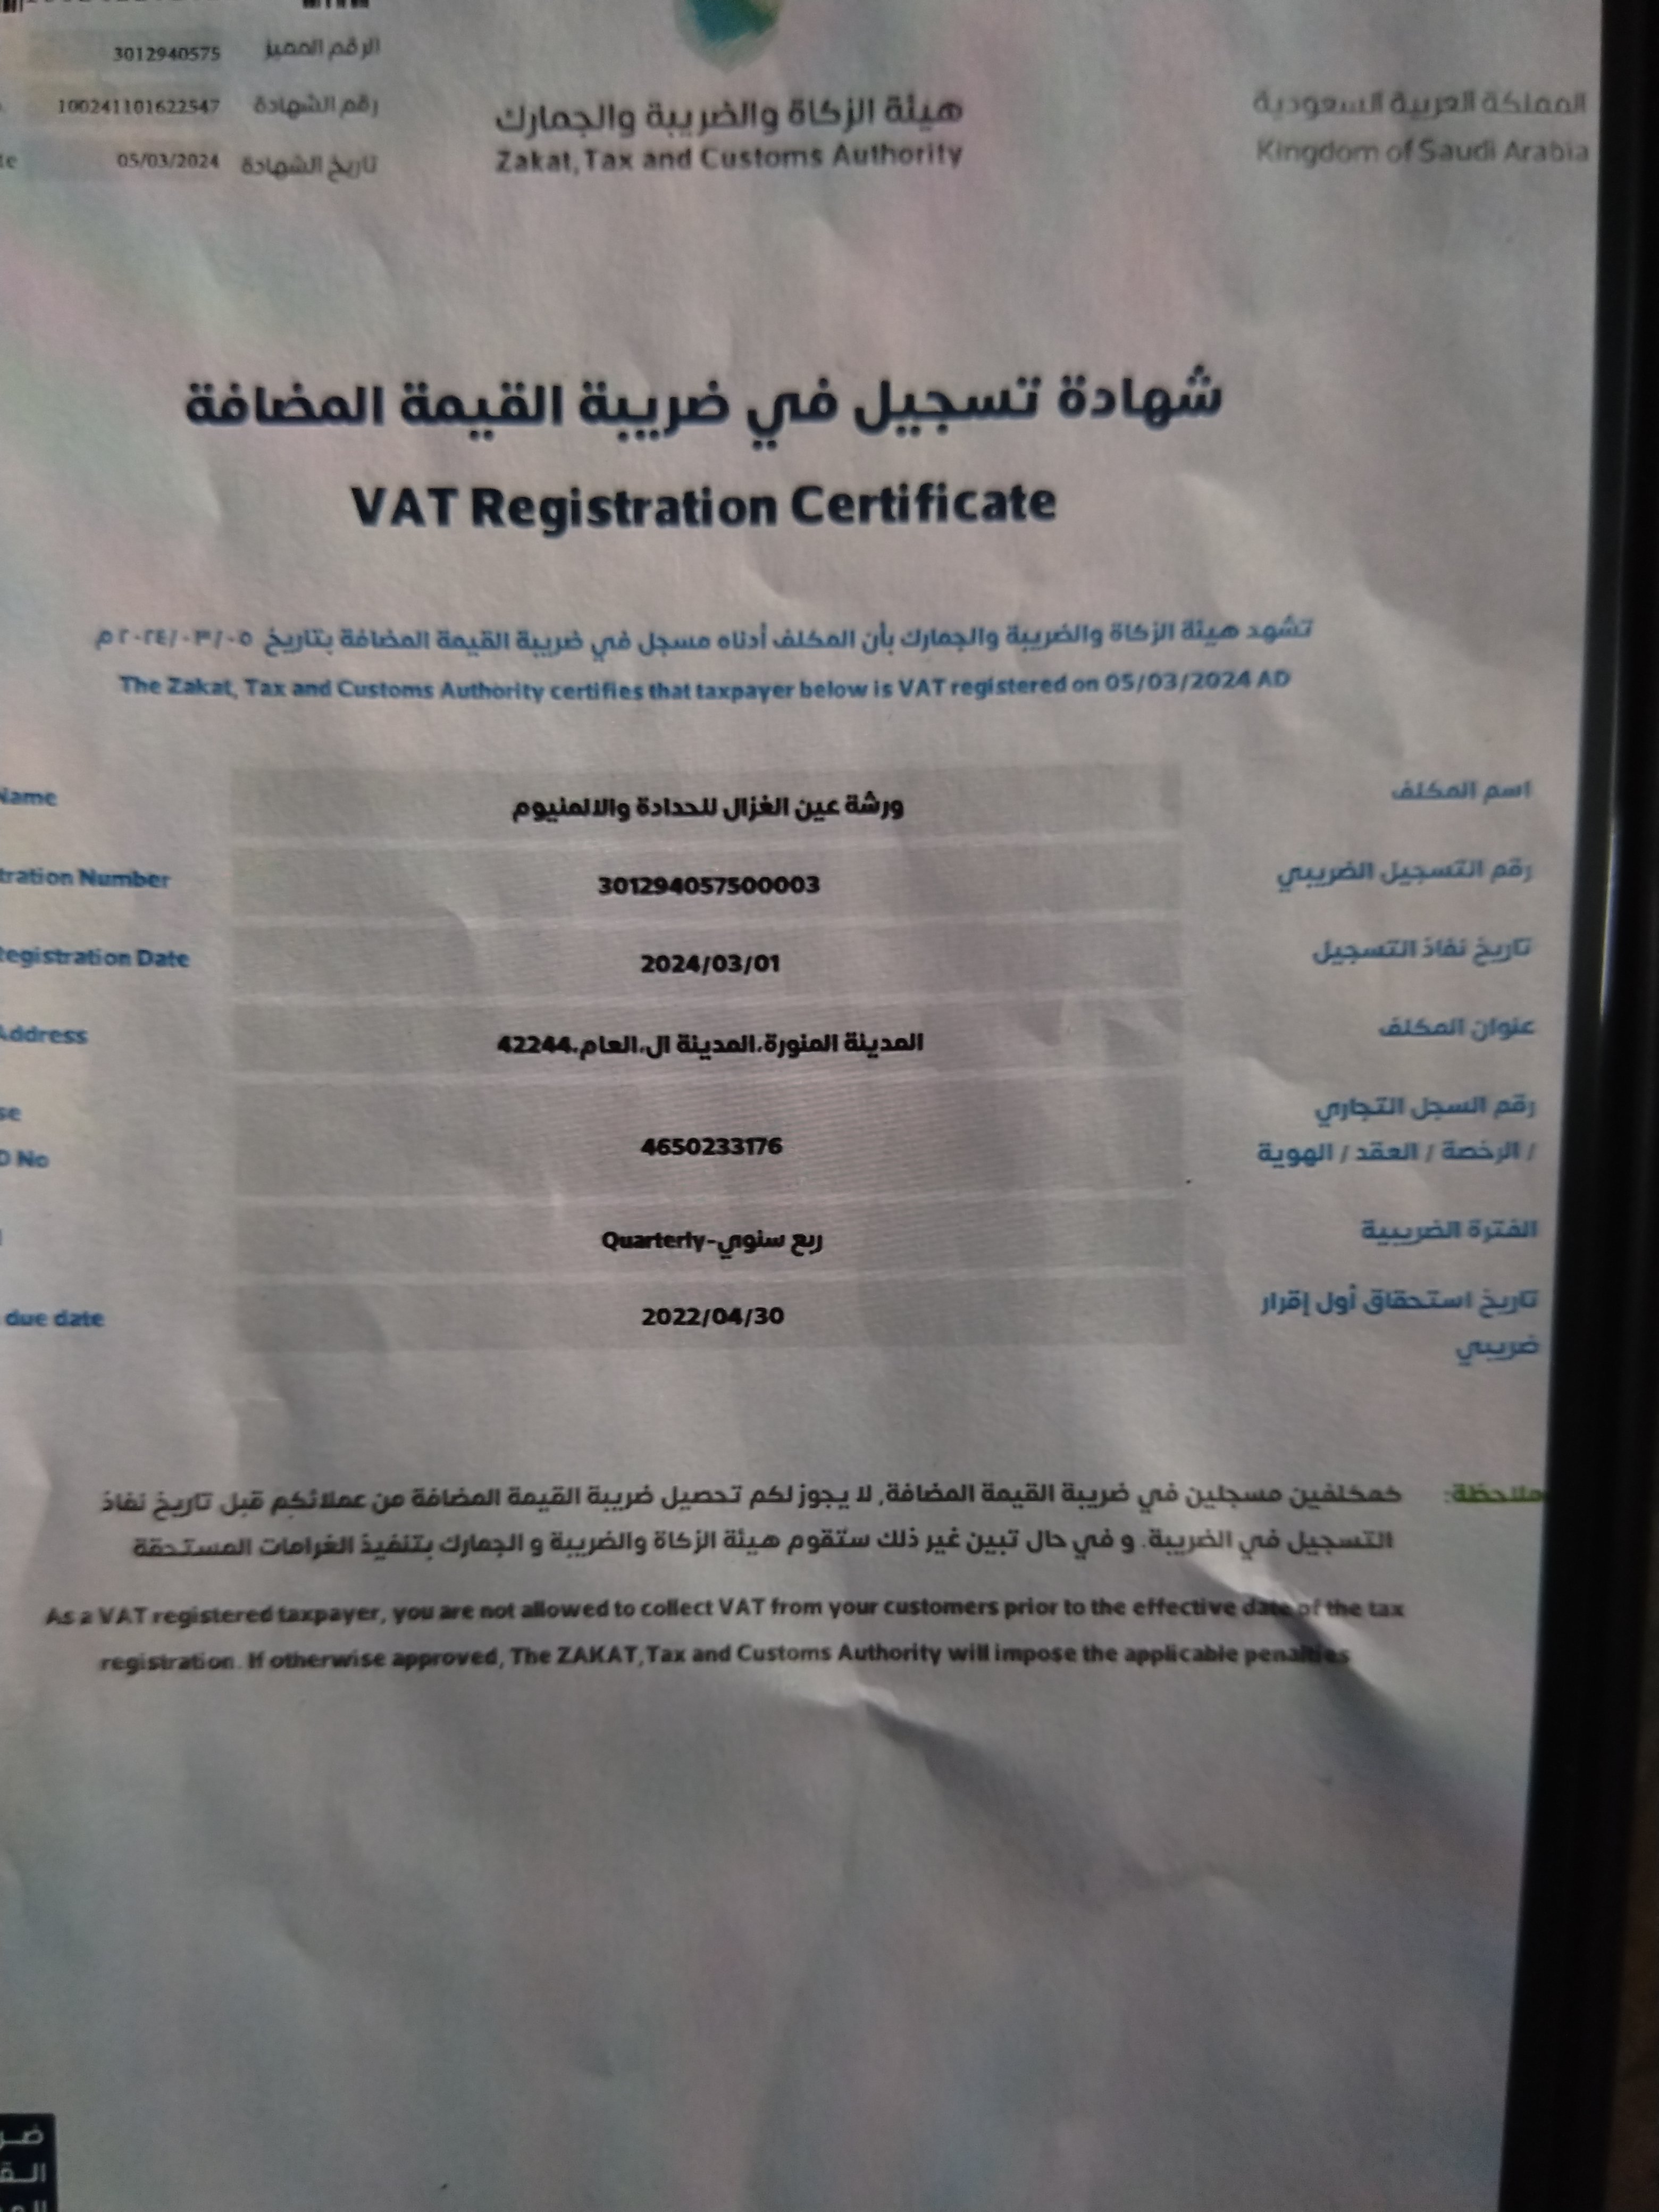 الرقم المميز 3012940575
رقم الشهادة 100241101622547
تاريخ الشهادة 05/03/2024
هيئة الزكاة والضريبة والجمارك
Zakat, Tax and Customs Authority
المملكة العربية السعودية
Kingdom of Saudi Arabia
شهادة تسجيل في ضريبة القيمة المضافة
VAT Registration Certificate
تشهد هيئة الزكاة والضريبة والجمارك بأن المكلف أدناه مسجل في ضريبة القيمة المضافة بتاريخ ٢٠٢٤/٠٣/٠٥ م
The Zakat, Tax and Customs Authority certifies that taxpayer below is VAT registered on 05/03/2024 AD
اسم المكلف ورشة عين الغزال للحدادة والالمنيوم Name
رقم التسجيل الضريبي 301294057500003 tration Number
تاريخ نفاذ التسجيل 2024/03/01 Registration Date
عنوان المكلف المدينة المنورة،المدينة ال،العام،42244 Address
رقم السجل التجاري se
/ الرخصة / العقد / الهوية 4650233176 D No
الفترة الضريبية ربع سنوي-Quarterly
تاريخ استحقاق أول إقرار 2022/04/30 due date
ضريبي
ملاحظة: كمكلفين مسجلين في ضريبة القيمة المضافة, لا يجوز لكم تحصيل ضريبة القيمة المضافة من عملائكم قبل تاريخ نفاذ
التسجيل في الضريبة. و في حال تبين غير ذلك ستقوم هيئة الزكاة والضريبة و الجمارك بتنفيذ الغرامات المستحقة
As a VAT registered taxpayer, you are not allowed to collect VAT from your customers prior to the effective date of the tax
registration. If otherwise approved, The ZAKAT,Tax and Customs Authority will impose the applicable penalties
ضر
القـ